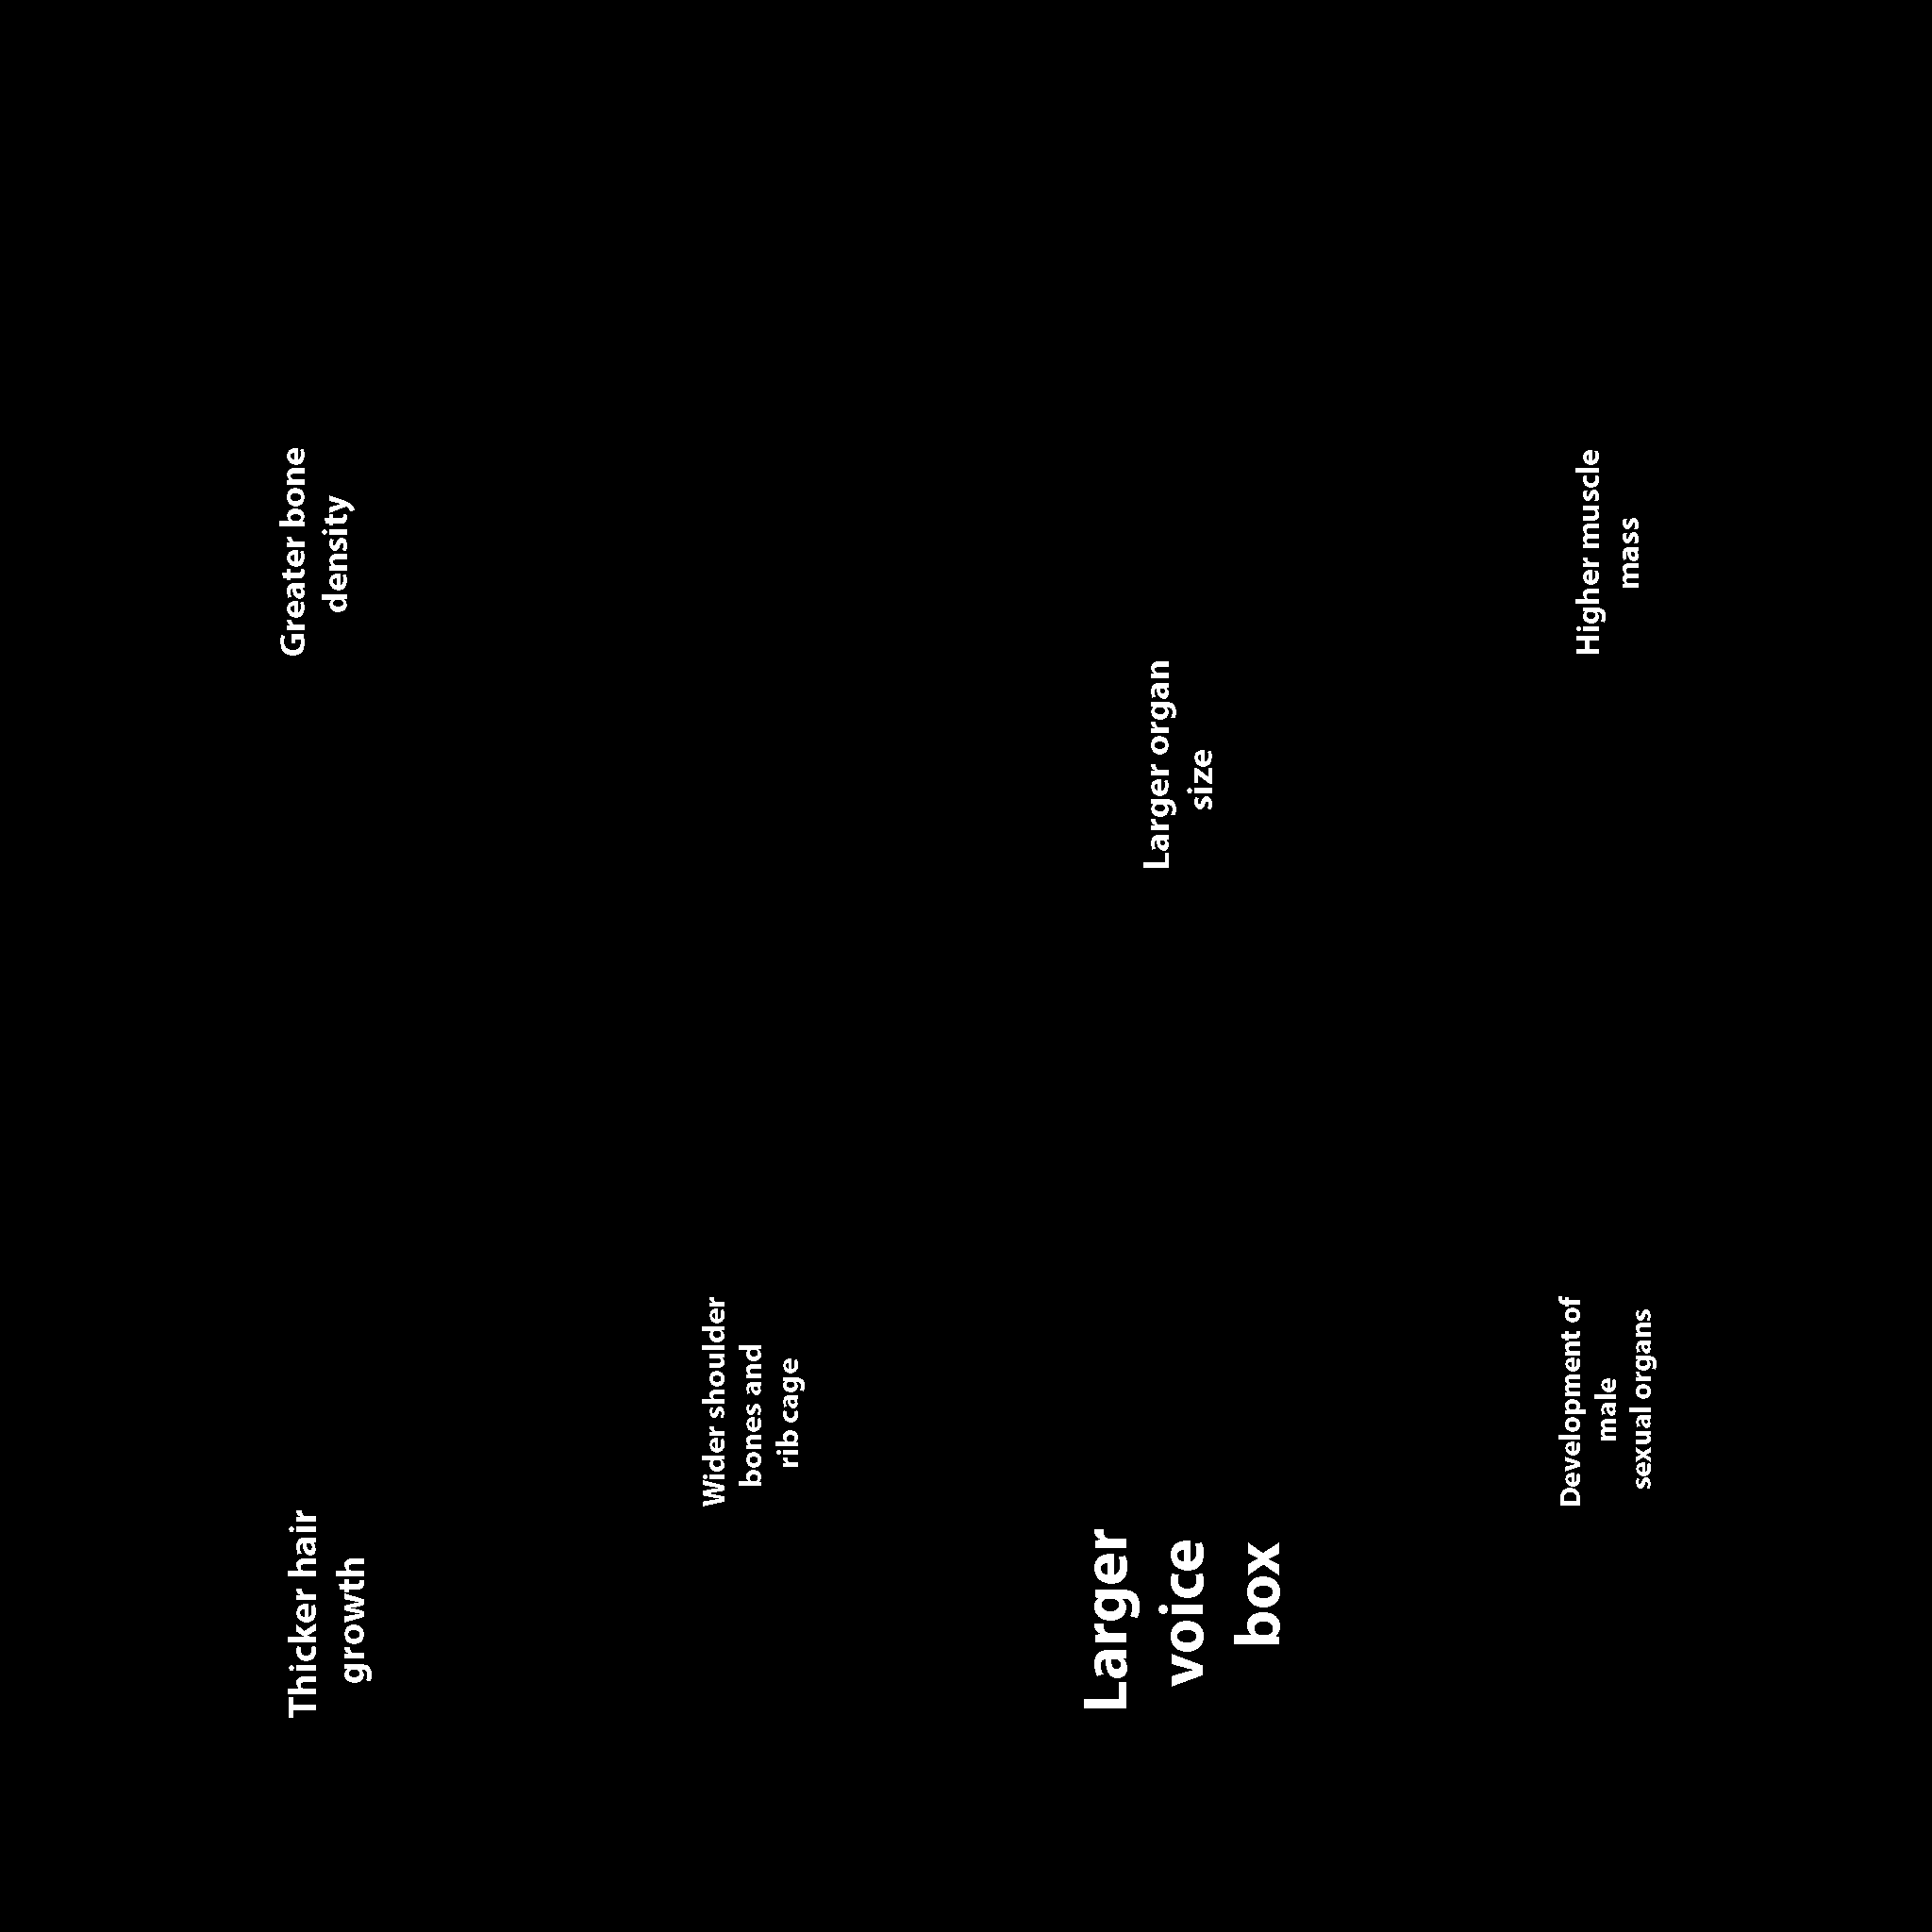 Thicker hair
growth
Greater bone
density
Wider shoulder
bones and
rib cage
Larger
voice
box
Larger organ
size
Development of
male
sexual organs
Higher muscle
mass